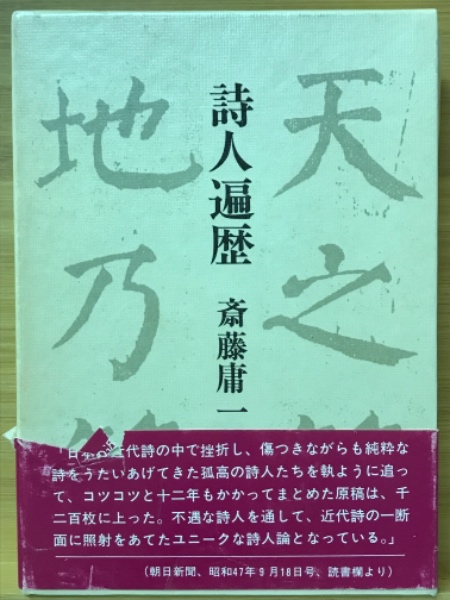 詩人遍歴
斎藤庸一
天之
地乃
近代詩の中で挫折し、傷つきながらも純粋な
詩をうたいあげてきた孤高の詩人たちを執ように追っ
て、コツコツと十二年もかかってまとめた原稿は、千
二百枚に上った。不遇な詩人を通して、近代詩の一断
面に照射をあてたユニークな詩人論となっている。」
（朝日新聞、昭和47年9月18日号、読書欄より）